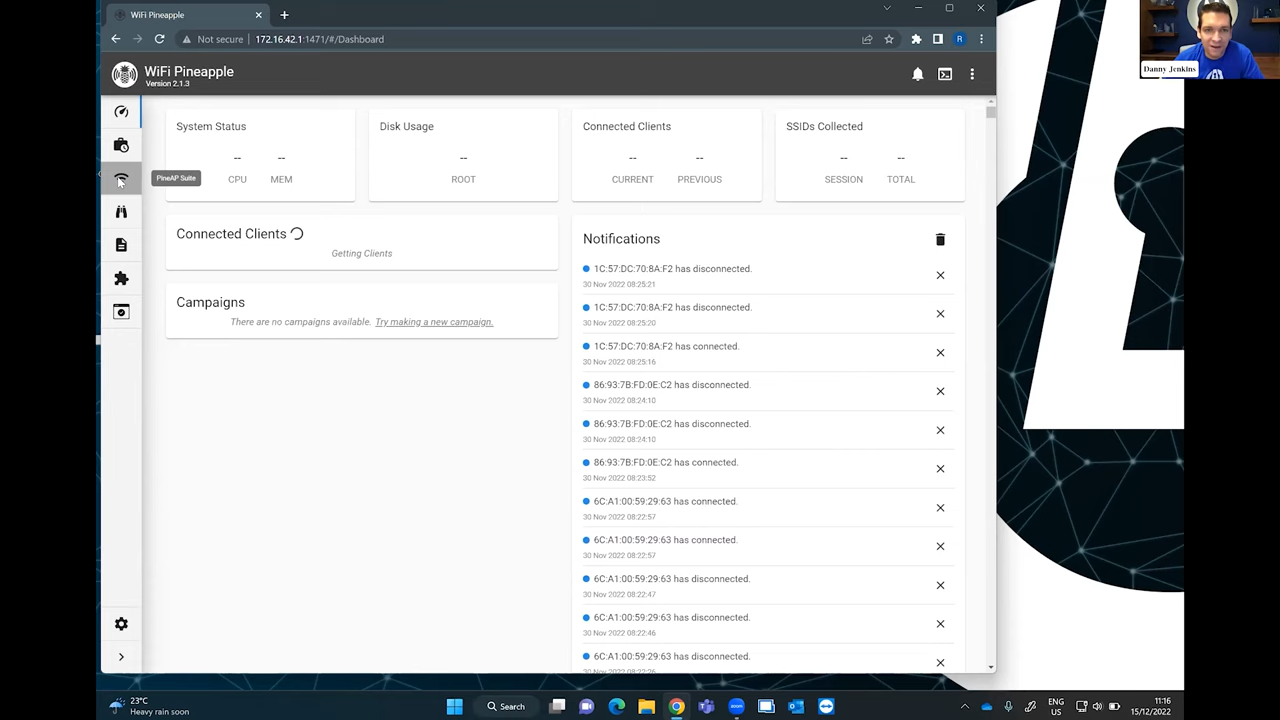 WiFi Pineapple
Not secure
172.16.42.1:1471/#/Dashboard
R
WiFi Pineapple
Version 2.1.3
Danny Jenkins
System Status
--
--
CPU
MEM
Disk Usage
--
ROOT
Connected Clients
--
--
CURRENT
PREVIOUS
SSIDs Collected
--
--
SESSION
TOTAL
PineAP Suite
Connected Clients
Getting Clients
Campaigns
There are no campaigns available. Try making a new campaign.
Notifications
1C:57:DC:70:8A:F2 has disconnected.
30 Nov 2022 08:25:21
1C:57:DC:70:8A:F2 has disconnected.
30 Nov 2022 08:25:20
1C:57:DC:70:8A:F2 has connected.
30 Nov 2022 08:25:16
86:93:7B:FD:0E:C2 has disconnected.
30 Nov 2022 08:24:10
86:93:7B:FD:0E:C2 has disconnected.
30 Nov 2022 08:24:10
86:93:7B:FD:0E:C2 has connected.
30 Nov 2022 08:23:52
6C:A1:00:59:29:63 has connected.
30 Nov 2022 08:22:57
6C:A1:00:59:29:63 has connected.
30 Nov 2022 08:22:57
6C:A1:00:59:29:63 has disconnected.
30 Nov 2022 08:22:47
6C:A1:00:59:29:63 has disconnected.
30 Nov 2022 08:22:46
6C:A1:00:59:29:63 has disconnected.
30 Nov 2022 08:22:26
23°C
Heavy rain soon
Search
ENG
US
11:16
15/12/2022